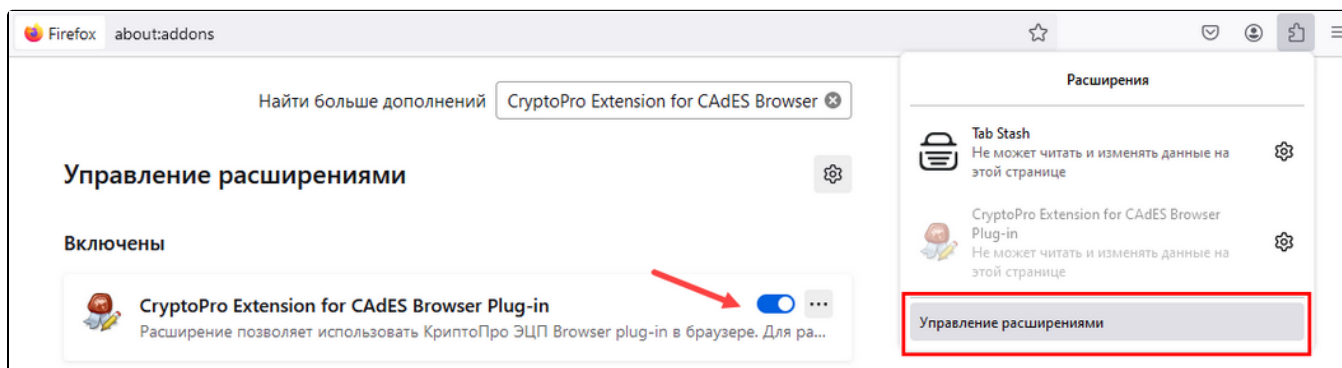 Firefox about:addons
Найти больше дополнений CryptoPro Extension for CAdES Browser
Управление расширениями
Включены
CryptoPro Extension for CAdES Browser Plug-in
Расширение позволяет использовать КриптоПро ЭЦП Browser plug-in в браузере. Для ра...
Расширения
Tab Stash
Не может читать и изменять данные на
этой странице
CryptoPro Extension for CAdES Browser
Plug-in
Не может читать и изменять данные на
этой странице
Управление расширениями